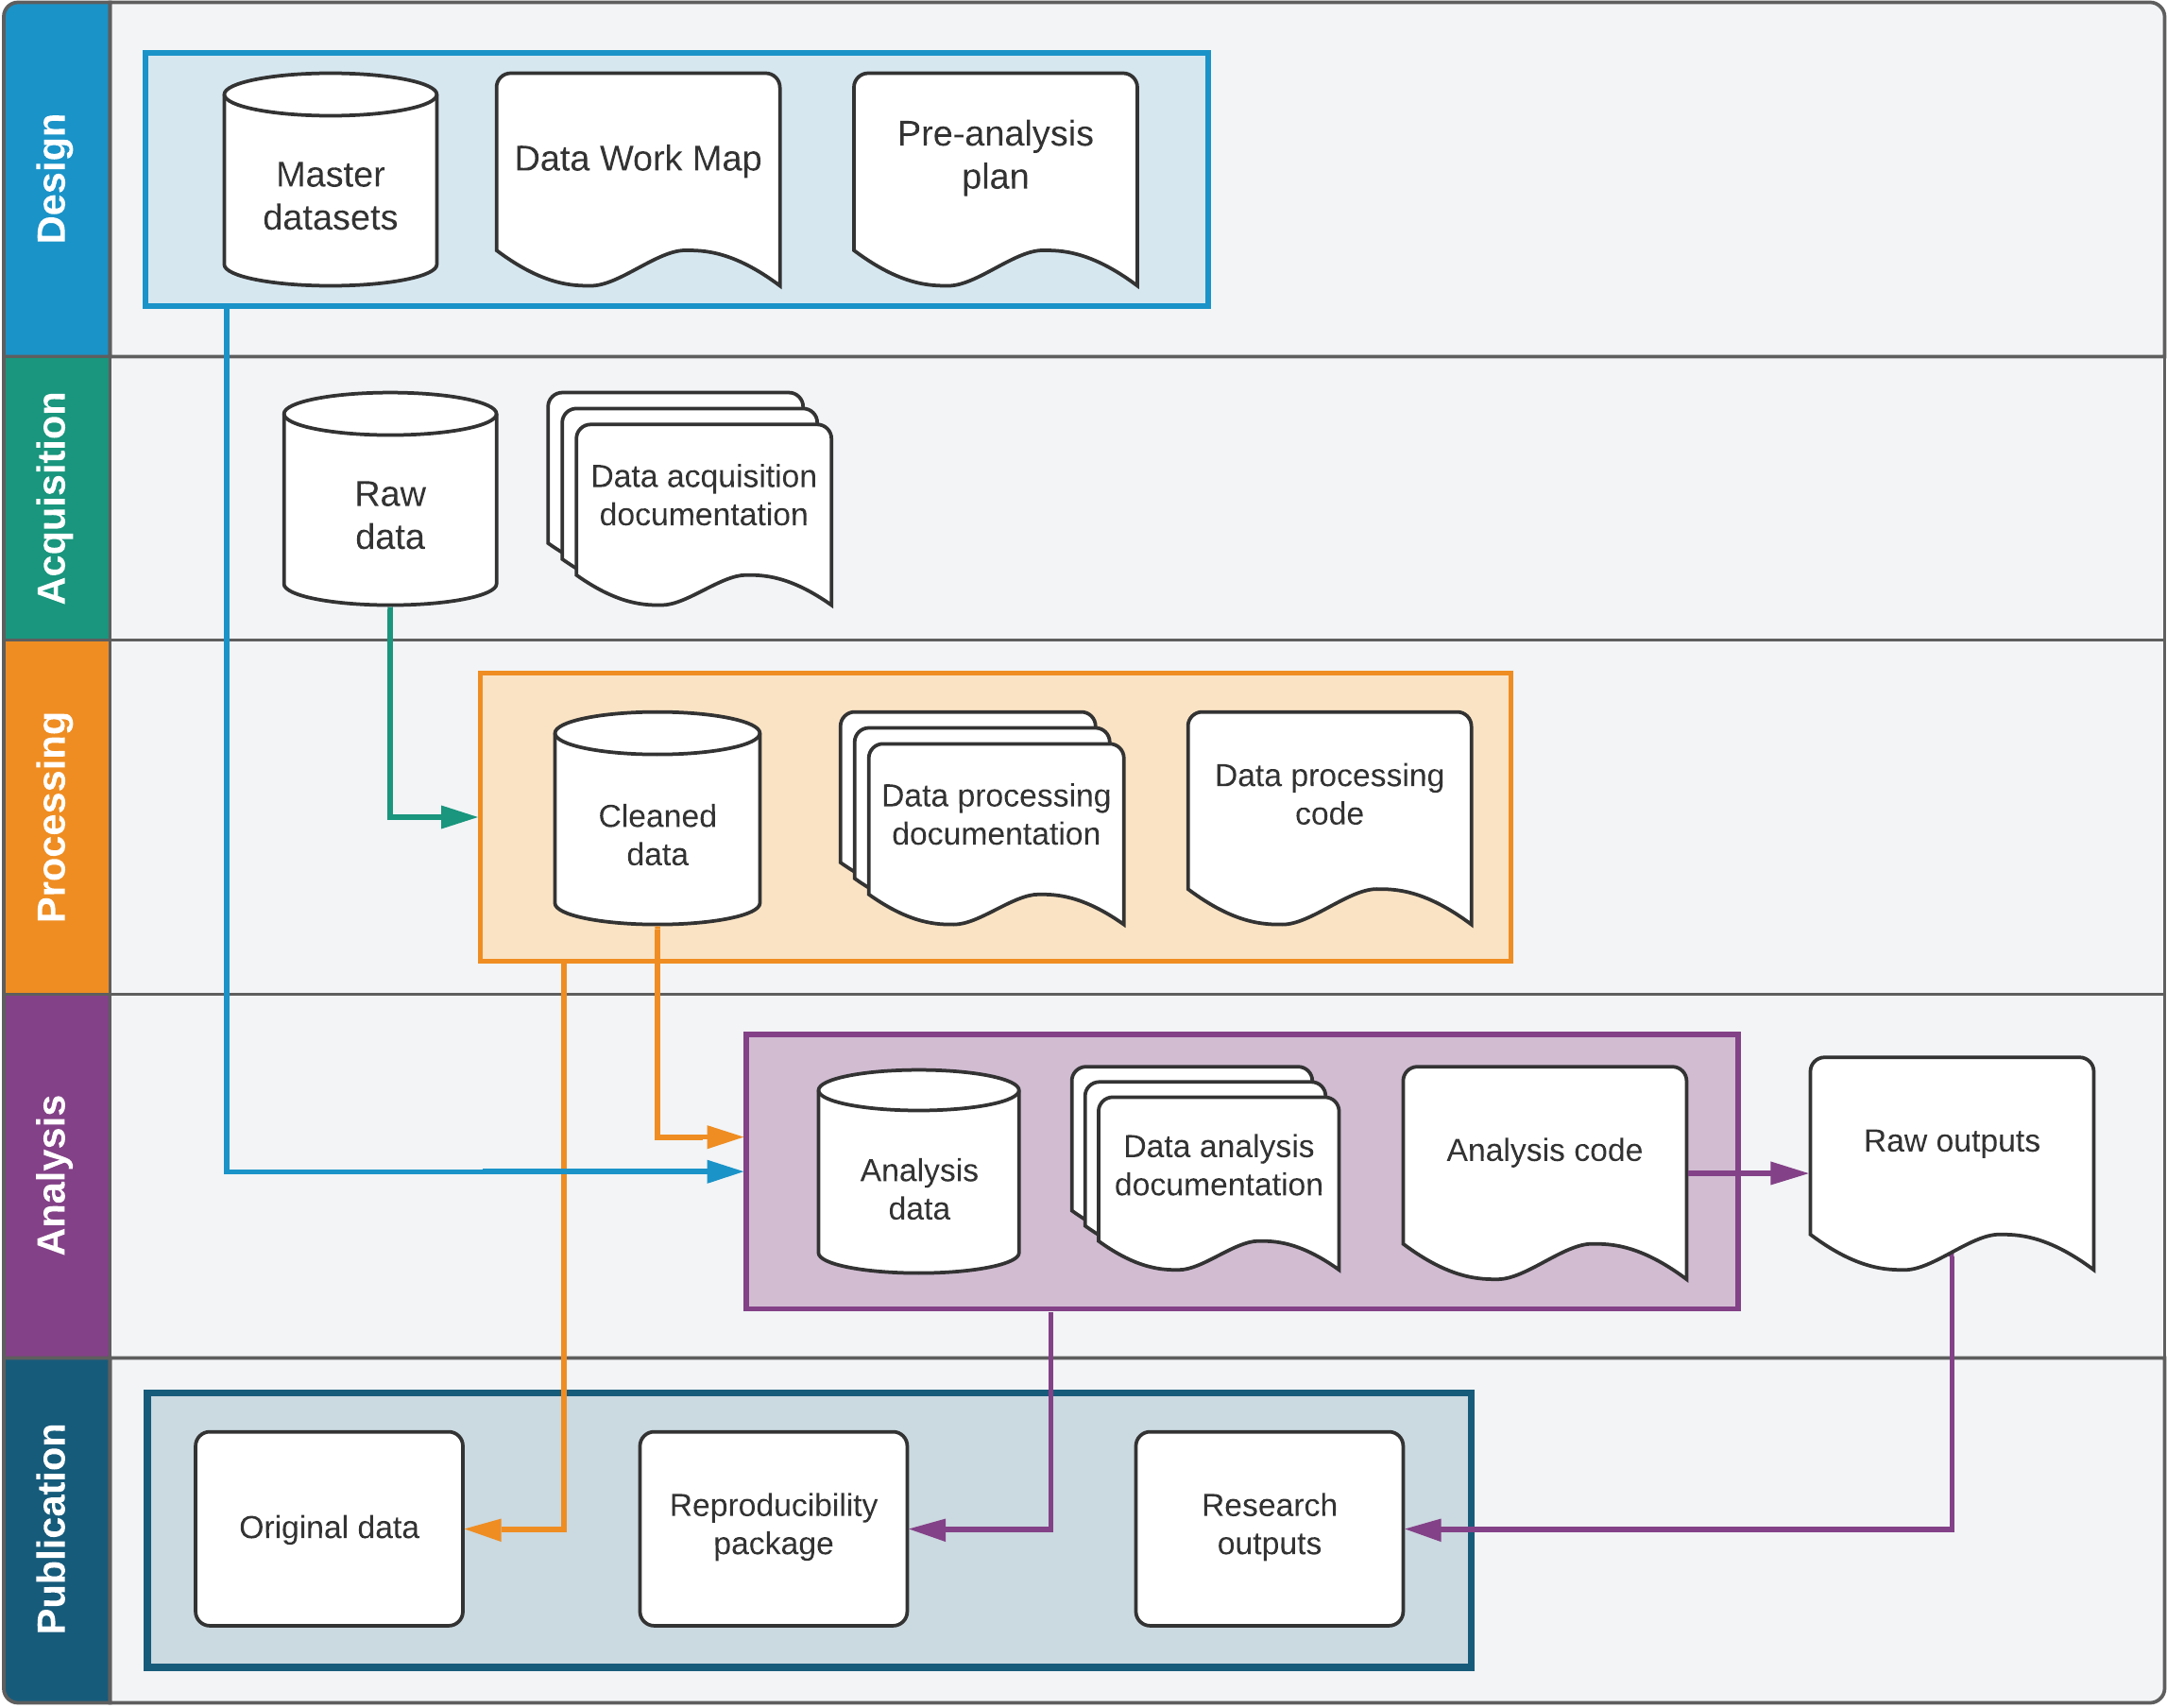 Design
Master
datasets
Data Work Map
Pre-analysis
plan
Acquisition
Raw
data
Data acquisition
documentation
Processing
Cleaned
data
Data processing
documentation
Data processing
code
Analysis
Analysis
data
Data analysis
documentation
Analysis code
Raw outputs
Publication
Original data
Reproducibility
package
Research
outputs